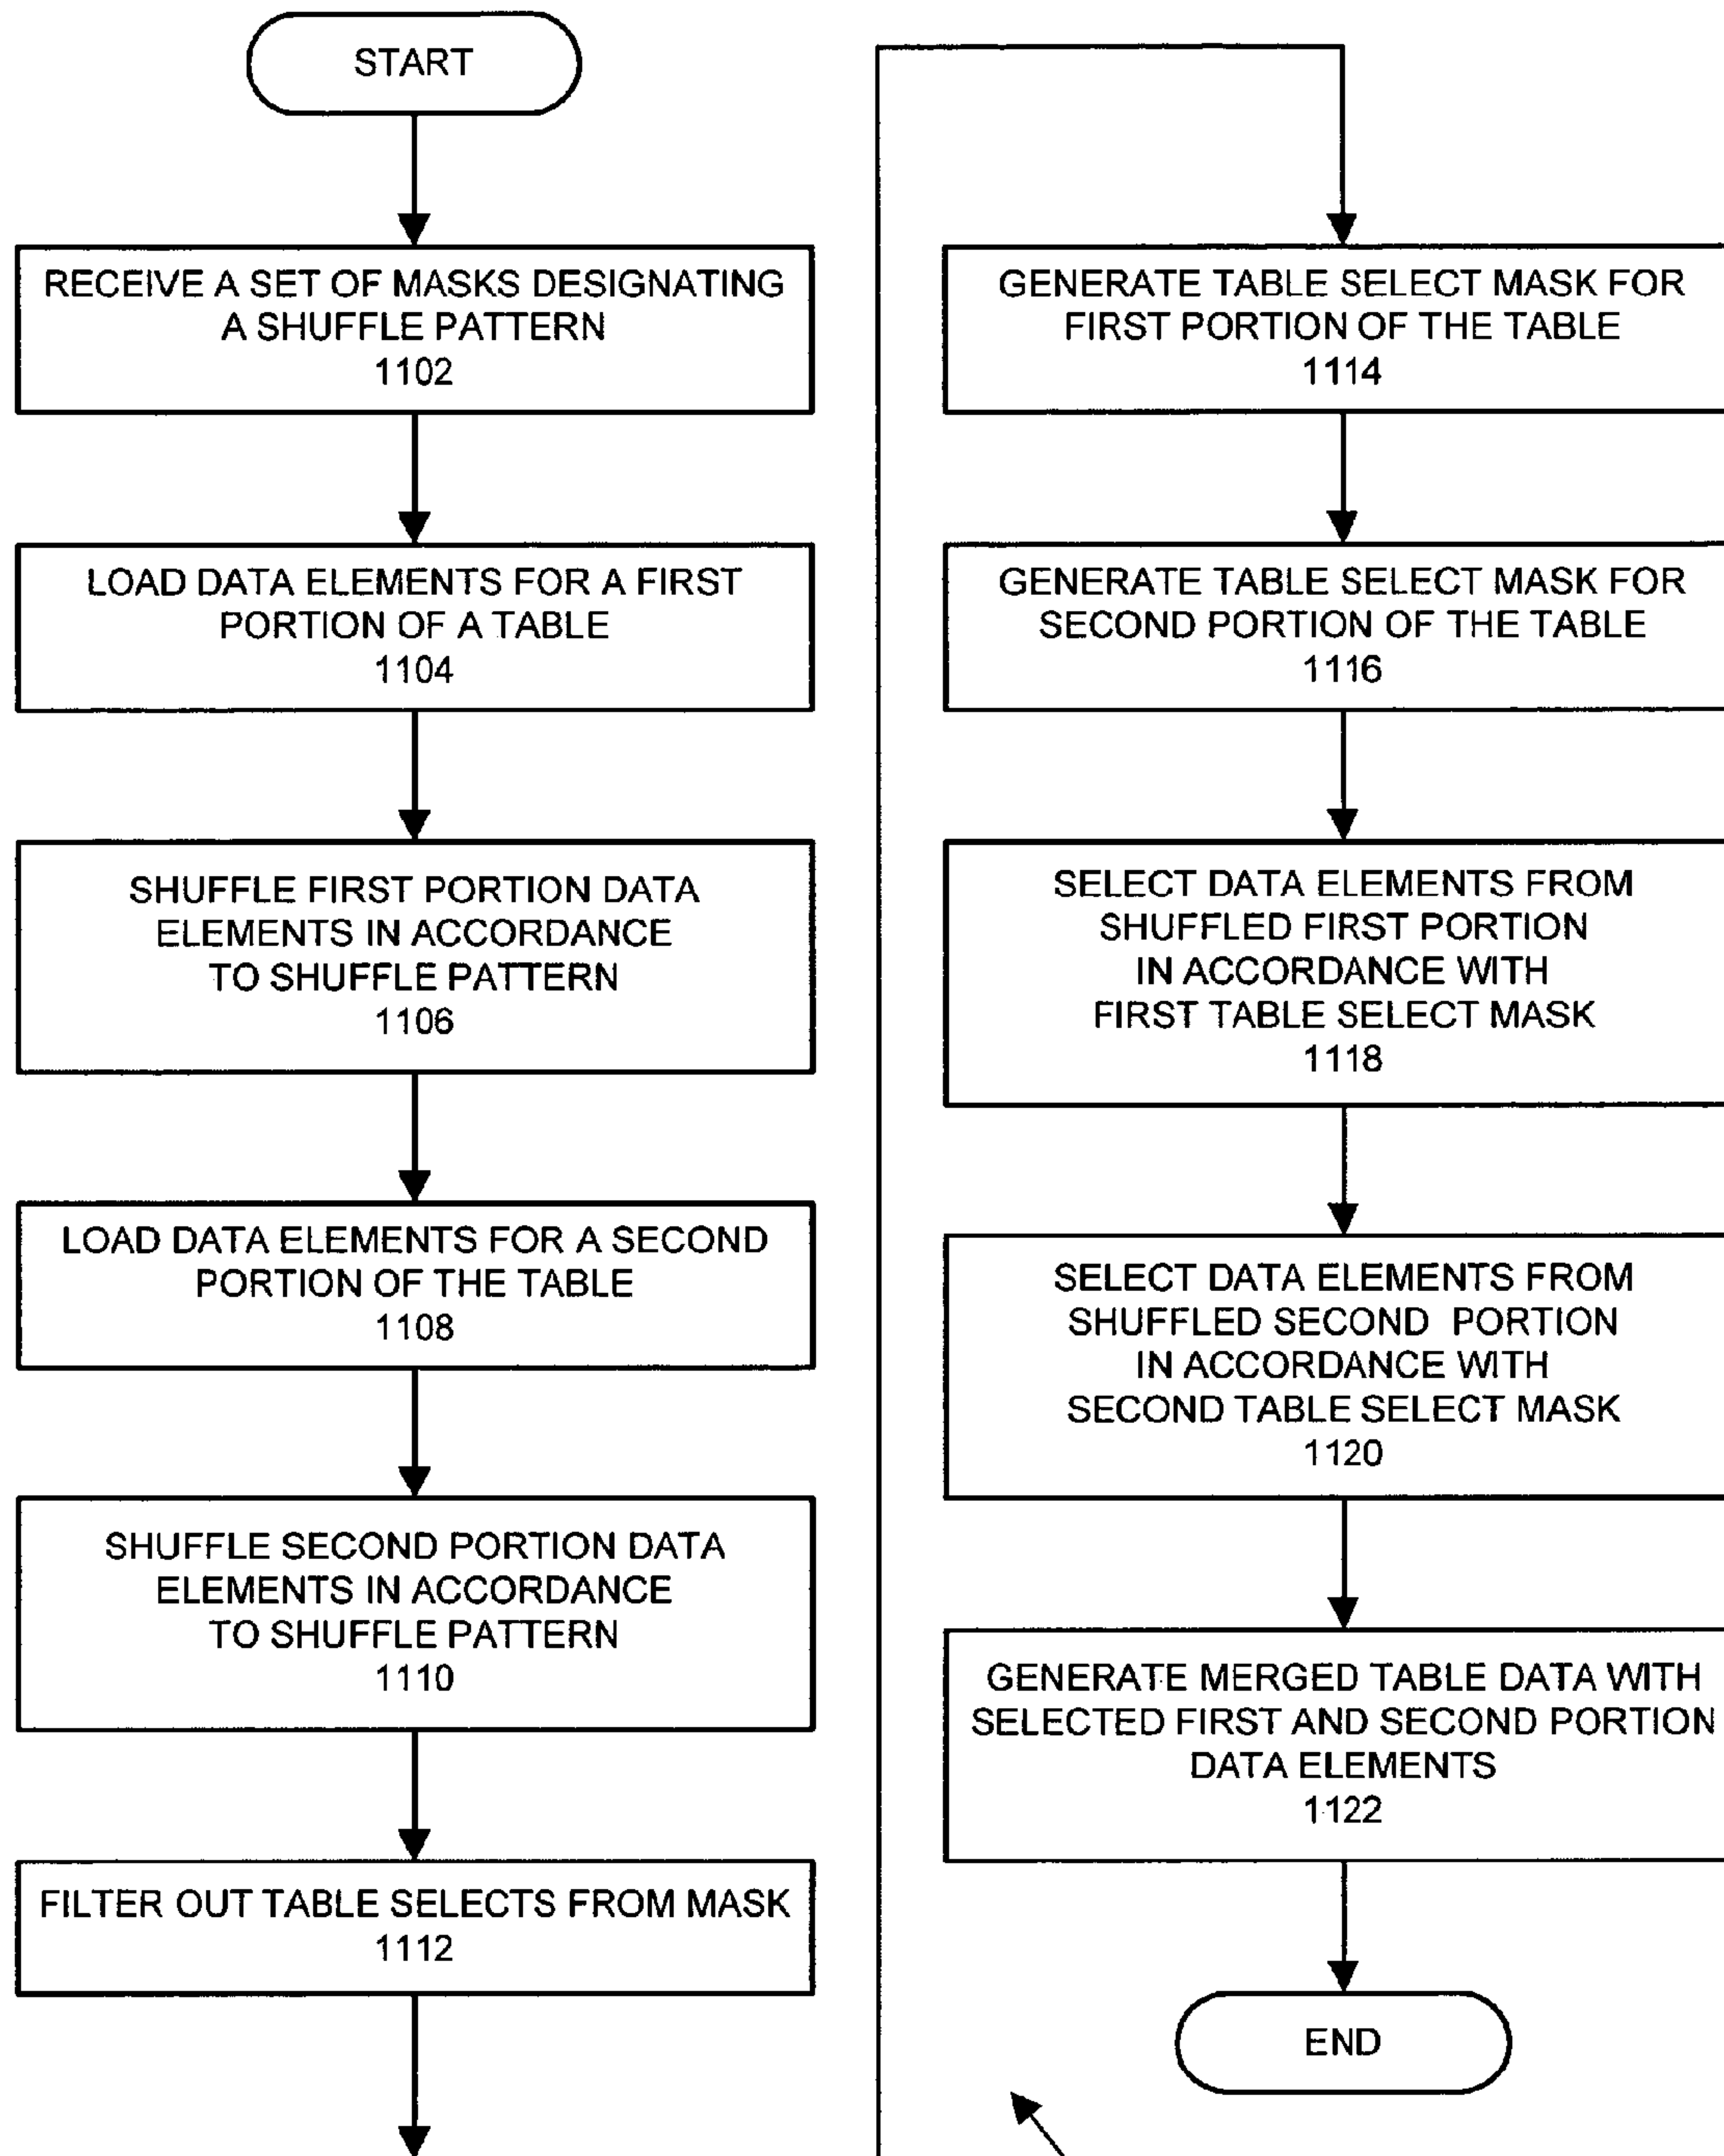 START
RECEIVE A SET OF MASKS DESIGNATING
A SHUFFLE PATTERN
1102
LOAD DATA ELEMENTS FOR A FIRST
PORTION OF A TABLE
1104
SHUFFLE FIRST PORTION DATA
ELEMENTS IN ACCORDANCE
TO SHUFFLE PATTERN
1106
LOAD DATA ELEMENTS FOR A SECOND
PORTION OF THE TABLE
1108
SHUFFLE SECOND PORTION DATA
ELEMENTS IN ACCORDANCE
TO SHUFFLE PATTERN
1110
FILTER OUT TABLE SELECTS FROM MASK
1112
GENERATE TABLE SELECT MASK FOR
FIRST PORTION OF THE TABLE
1114
GENERATE TABLE SELECT MASK FOR
SECOND PORTION OF THE TABLE
1116
SELECT DATA ELEMENTS FROM
SHUFFLED FIRST PORTION
IN ACCORDANCE WITH
FIRST TABLE SELECT MASK
1118
SELECT DATA ELEMENTS FROM
SHUFFLED SECOND PORTION
IN ACCORDANCE WITH
SECOND TABLE SELECT MASK
1120
GENERATE MERGED TABLE DATA WITH
SELECTED FIRST AND SECOND PORTION
DATA ELEMENTS
1122
END